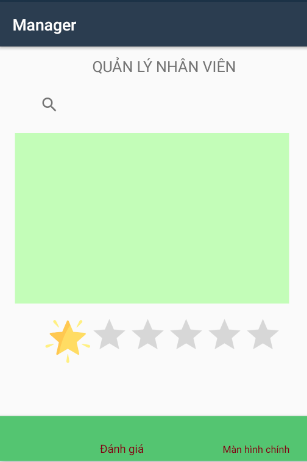 Manager
QUẢN LÝ NHÂN VIÊN
Đánh giá
Màn hình chính